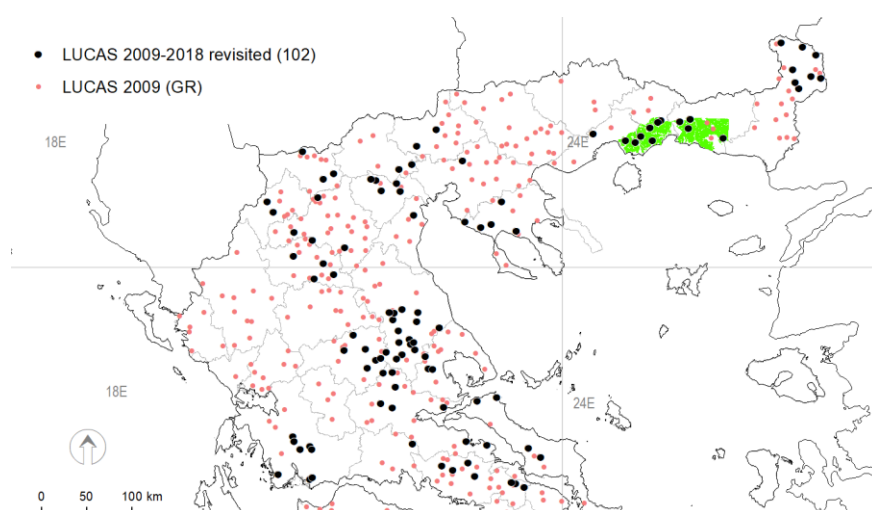 LUCAS 2009-2018 revisited (102)
LUCAS 2009 (GR)
18E
24E
18E
24E
0 50 100 km